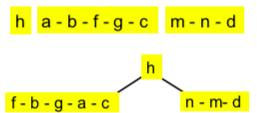 h a - b - f - g - c m - n - d
h
f - b - g - a - c n - m- d